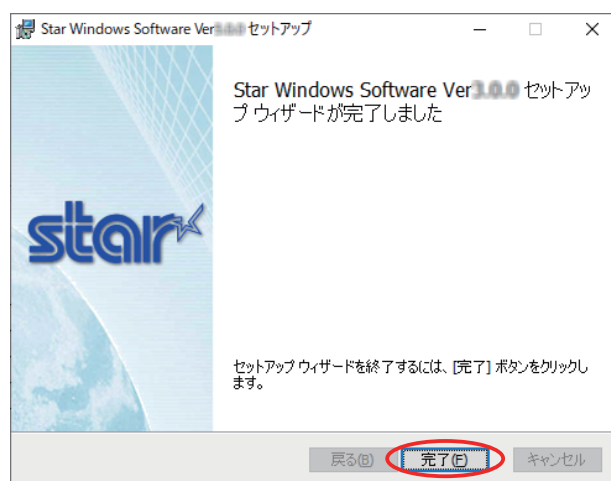 Star Windows Software Ver セットアップ
Star Windows Software Ver3.0.0 セットアッ
プ ウィザードが完了しました
star
セットアップ ウィザードを終了するには、[完了] ボタンをクリックし
ます。
戻る(B) 完了(F) キャンセル